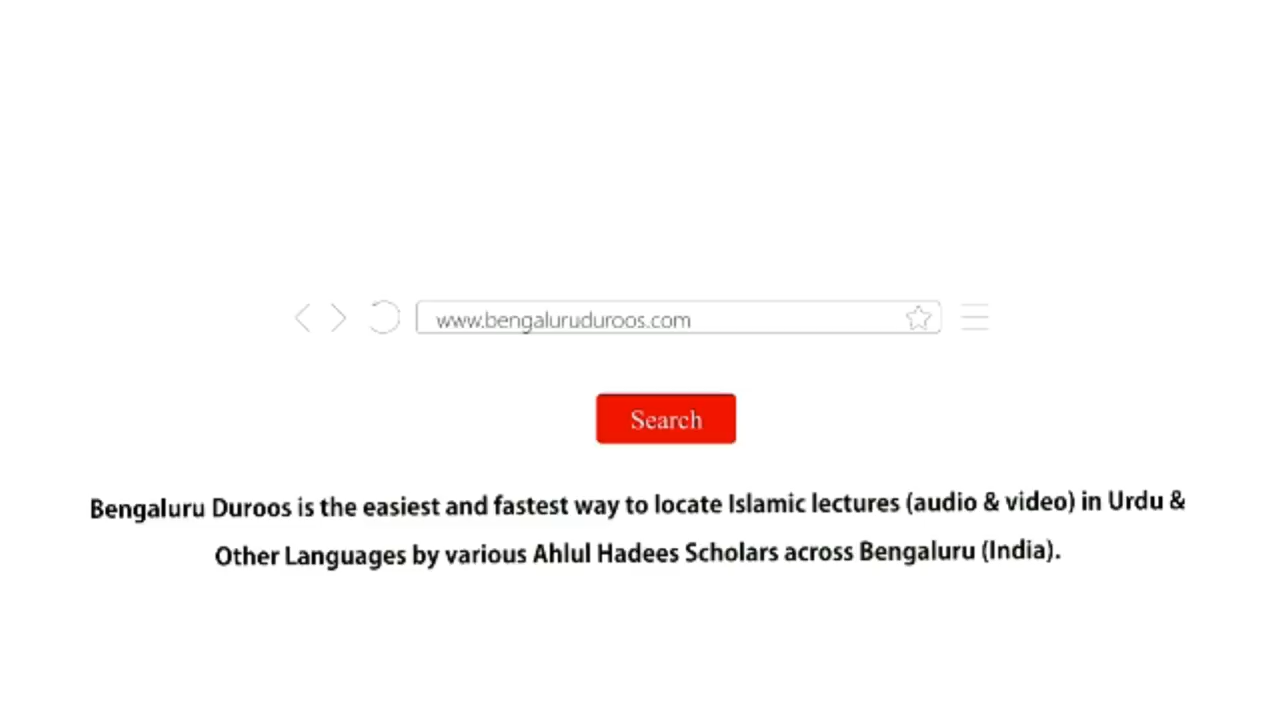 www.bengaluruduroos.com
Search
Bengaluru Duroos is the easiest and fastest way to locate Islamic lectures (audio & video) in Urdu &
Other Languages by various Ahlul Hadees Scholars across Bengaluru (India).